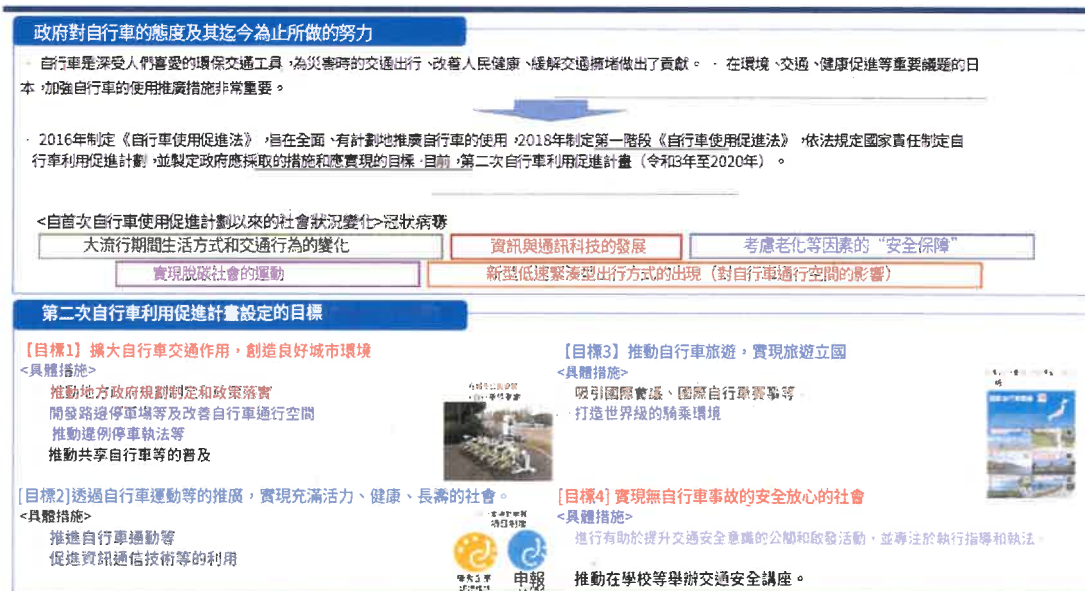 政府對自行車的態度及其迄今為止所做的努力
· 自行車是深受人們喜愛的環保交通工具，為災害時的交通出行、改善人民健康、緩解交通擁堵做出了貢獻。 · 在環境、交通、健康促進等重要議題的日
本，加強自行車的使用推廣措施非常重要。
· 2016年制定《自行車使用促進法》，旨在全面、有計劃地推廣自行車的使用，2018年制定第一階段《自行車使用促進法》，依法規定國家責任制定自
行車利用促進計劃，並製定政府應採取的措施和應實現的目標·目前，第二次自行車利用促進計畫（令和3年至2020年）。
<自首次自行車使用促進計劃以來的社會狀況變化>冠狀病毒
大流行期間生活方式和交通行為的變化
資訊與通訊科技的發展
考慮老化等因素的“安全保障”
實現脫碳社會的運動
新型低速緊湊型出行方式的出現（對自行車通行空間的影響）
第二次自行車利用促進計畫設定的目標
【目標1】擴大自行車交通作用，創造良好城市環境
<具體措施>
推動地方政府規劃制定和政策落實
開發路邊停車場等及改善自行車通行空間
推動違例停車執法等
推動共享自行車等的普及
[目標2]透過自行車運動等的推廣，實現充滿活力、健康、長壽的社會。
<具體措施>
推進自行車通勤等
促進資訊通信技術等的利用
申報
【目標3】推動自行車旅遊，實現旅遊立國
<具體措施>
吸引國際會議、國際自行車賽事等
· 打造世界級的騎乘環境
[目標4] 實現無自行車事故的安全放心的社會
<具體措施>
進行有助於提升交通安全意識的公關和啟發活動，並專注於執行指導和執法
推動在學校等舉辦交通安全講座。